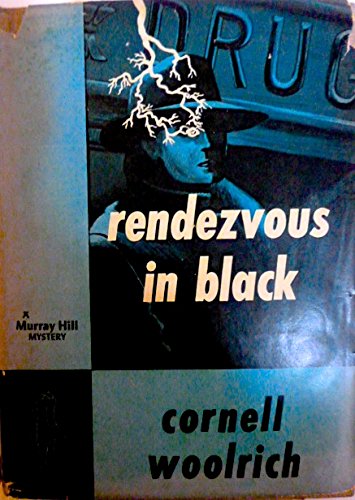 DRUG
rendezvous
in black
A
Murray Hill
MYSTERY
cornell
woolrich